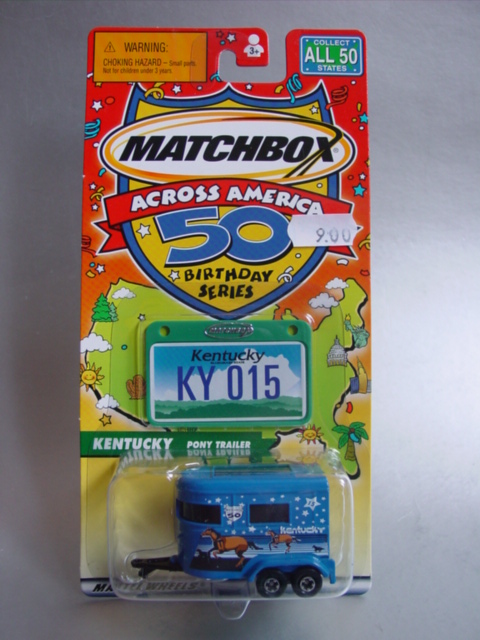 WARNING:
CHOKING HAZARD – Small parts.
Not for children under 3 years.
3+
COLLECT
ALL 50
STATES
MATCHBOX
ACROSS AMERICA
50
9.00
BIRTHDAY
SERIES
Kentucky
KY 015
KENTUCKY PONY TRAILER
50
Kentucky
WHEELS